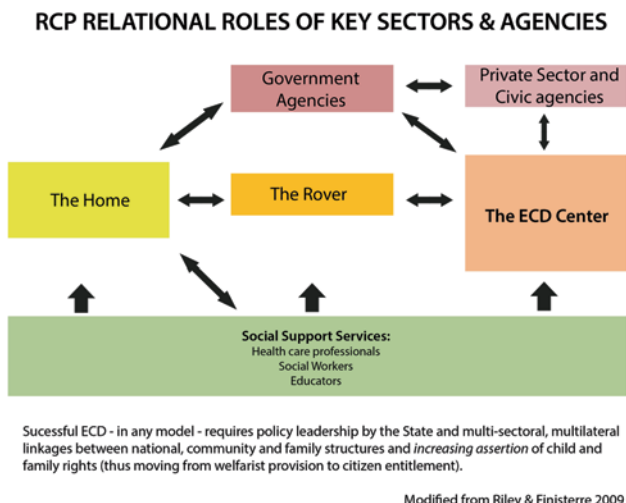 RCP RELATIONAL ROLES OF KEY SECTORS & AGENCIES
Government
Agencies
Private Sector and
Civic agencies
The Home
The Rover
The ECD Center
Social Support Services:
Health care professionals
Social Workers
Educators
Sucessful ECD - in any model - requires policy leadership by the State and multi-sectoral, multilateral
linkages between national, community and family structures and increasing assertion of child and
family rights (thus moving from welfarist provision to citizen entitlement).
Modified from Riley & Finisterre 2009